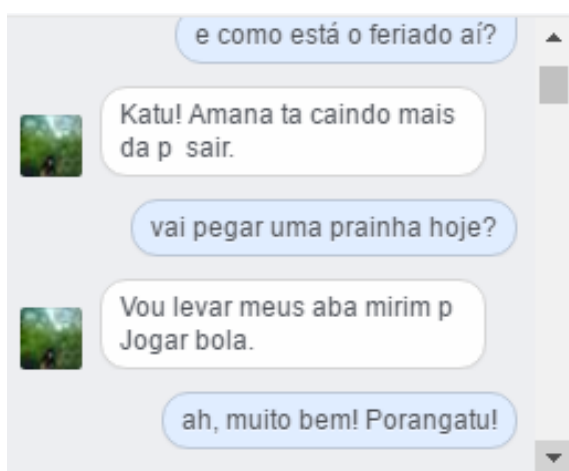 e como está o feriado aí?
Katu! Amana ta caindo mais
da p sair.
vai pegar uma prainha hoje?
Vou levar meus aba mirim p
Jogar bola.
ah, muito bem! Porangatu!